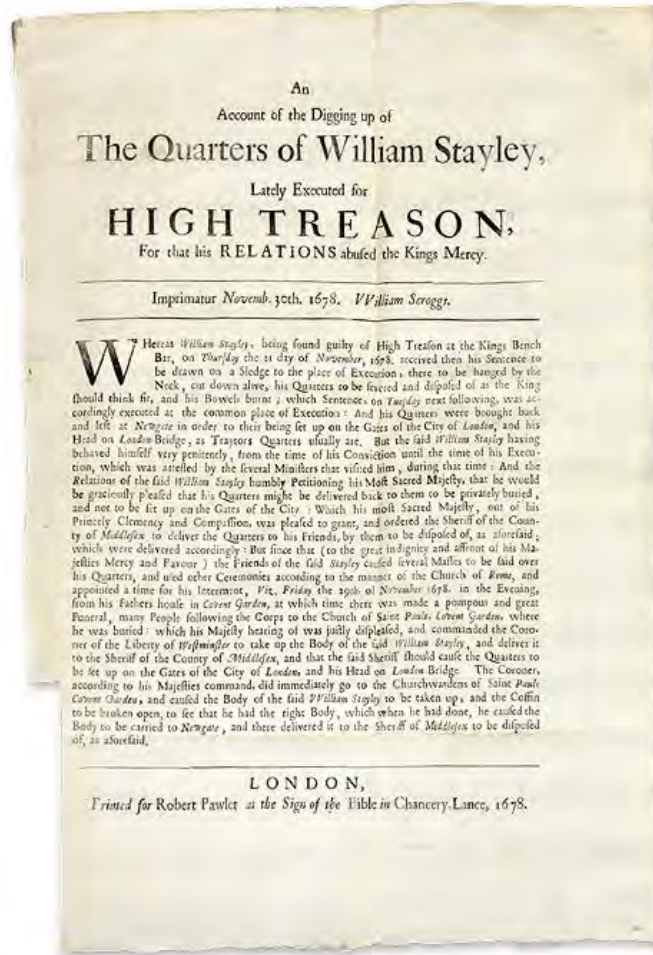 An
Account of the Digging up of
The Quarters of William Stayley,
Lately Executed for
HIGH TREASON,
For that his RELATIONS abused the Kings Mercy.
Imprimatur Novemb. 30th. 1678. VVilliam Scroggs.
WHereas William Stayley, being found guilty of High Treason at the Kings Bench
Bar, on Thursday the 21 day of November, 1678. received then his Sentence to
be drawn on a Sledge to the place of Execution, there to be hanged by the
Neck, cut down alive, his Quarters to be severed and disposed of as the King
should think fit, and his Bowels burnt; which Sentence, on Tuesday next following, was ac-
cordingly executed at the common place of Execution: And his Quarters were brought back
and left at Newgate in order to their being set up on the Gates of the City of London, and his
Head on London Bridge, as Traytors Quarters usually are. But the said William Stayley having
behaved himself very penitently, from the time of his Conviction until the time of his Execu-
tion, which was attested by the several Ministers that visited him, during that time: And the
Relations of the said William Stayley humbly Petitioning his Most Sacred Majesty, that he would
be graciously pleased that his Quarters might be delivered back to them to be privately buried,
and not to be set up on the Gates of the City: Which his most Sacred Majesty, out of his
Princely Clemency and Compassion, was pleased to grant, and ordered the Sheriff of the Coun-
ty of Middlesex to deliver the Quarters to his Friends, by them to be disposed of, as aforesaid;
which were delivered accordingly: But since that (to the great indignity and affront of his Ma-
jesties Mercy and Favour) the Friends of the said Stayley caused several Masses to be said over
his Quarters, and used other Ceremonies according to the manner of the Church of Rome, and
appointed a time for his Interment, Viz. Friday the 29th of November 1678. in the Evening,
from his Fathers house in Covent Garden, at which time there was made a pompous and great
Funeral, many People following the Corps to the Church of Saint Pauls Covent Garden, where
he was buried: which his Majesty hearing of was justly displeased, and commanded the Coro-
ner of the Liberty of Westminster to take up the Body of the said William Stayley, and deliver it
to the Sheriff of the County of Middlesex, and that the said Sheriff should cause the Quarters to
be set up on the Gates of the City of London, and his Head on London Bridge The Coroner,
according to his Majesties command, did immediately go to the Churchwardens of Saint Pauls
Covent Garden, and caused the Body of the said VVilliam Stayley to be taken up, and the Coffin
to be broken open, to see that he had the right Body, which when he had done, he caused the
Body to be carried to Newgate, and there delivered it to the Sheriff of Middlesex to be disposed
of, as aforesaid.
LONDON,
Printed for Robert Pawlet at the Sign of the Bible in Chancery-Lance, 1678.